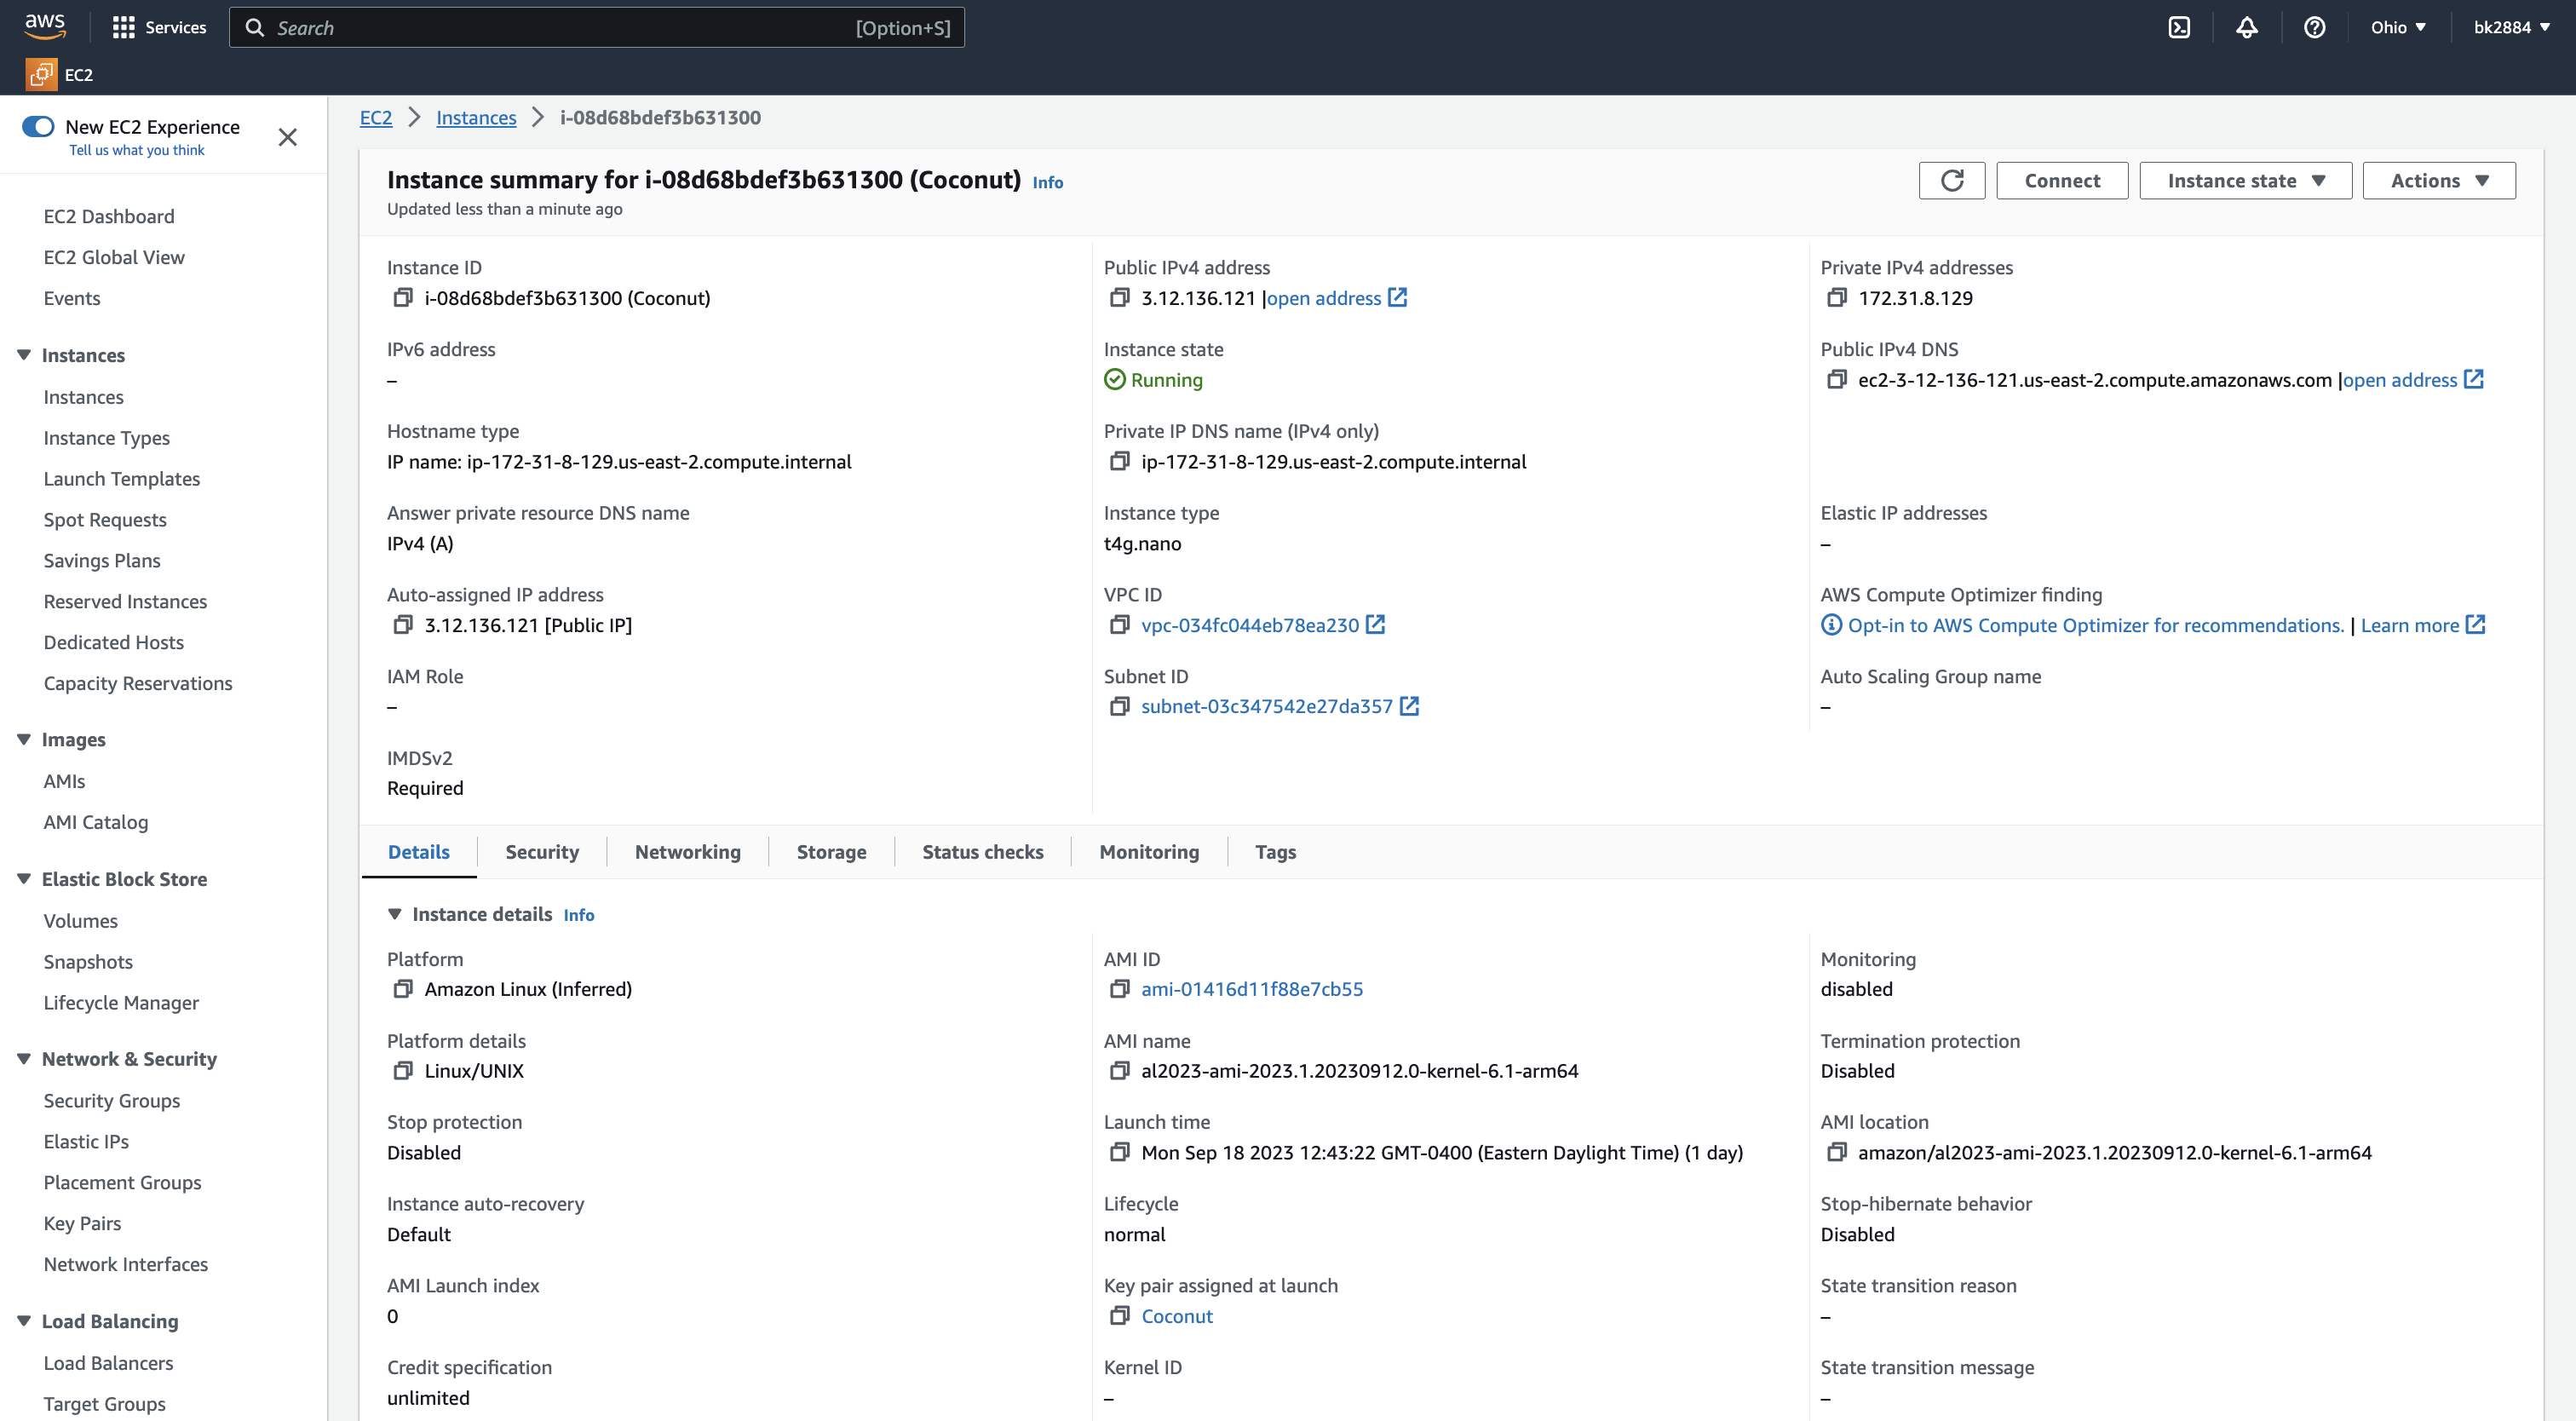 aws
Services
Search
[Option+S]
Ohio
bk2884
EC2
New EC2 Experience
Tell us what you think
EC2 Dashboard
EC2 Global View
Events
Instances
Instances
Instance Types
Launch Templates
Spot Requests
Savings Plans
Reserved Instances
Dedicated Hosts
Capacity Reservations
Images
AMIs
AMI Catalog
Elastic Block Store
Volumes
Snapshots
Lifecycle Manager
Network & Security
Security Groups
Elastic IPs
Placement Groups
Key Pairs
Network Interfaces
Load Balancing
Load Balancers
Target Groups
EC2 > Instances > i-08d68bdef3b631300
Instance summary for i-08d68bdef3b631300 (Coconut) Info
Updated less than a minute ago
Connect
Instance state
Actions
Instance ID
i-08d68bdef3b631300 (Coconut)
Public IPv4 address
3.12.136.121 |open address
Private IPv4 addresses
172.31.8.129
IPv6 address
–
Instance state
Running
Public IPv4 DNS
ec2-3-12-136-121.us-east-2.compute.amazonaws.com |open address
Hostname type
IP name: ip-172-31-8-129.us-east-2.compute.internal
Private IP DNS name (IPv4 only)
ip-172-31-8-129.us-east-2.compute.internal
Answer private resource DNS name
IPv4 (A)
Instance type
t4g.nano
Elastic IP addresses
–
Auto-assigned IP address
3.12.136.121 [Public IP]
VPC ID
vpc-034fc044eb78ea230
AWS Compute Optimizer finding
Opt-in to AWS Compute Optimizer for recommendations. | Learn more
IAM Role
–
Subnet ID
subnet-03c347542e27da357
Auto Scaling Group name
–
IMDSv2
Required
Details
Security
Networking
Storage
Status checks
Monitoring
Tags
Instance details Info
Platform
Amazon Linux (Inferred)
AMI ID
ami-01416d11f88e7cb55
Monitoring
disabled
Platform details
Linux/UNIX
AMI name
al2023-ami-2023.1.20230912.0-kernel-6.1-arm64
Termination protection
Disabled
Stop protection
Disabled
Launch time
Mon Sep 18 2023 12:43:22 GMT-0400 (Eastern Daylight Time) (1 day)
AMI location
amazon/al2023-ami-2023.1.20230912.0-kernel-6.1-arm64
Instance auto-recovery
Default
Lifecycle
normal
Stop-hibernate behavior
Disabled
AMI Launch index
0
Key pair assigned at launch
Coconut
State transition reason
–
Credit specification
unlimited
Kernel ID
–
State transition message
–